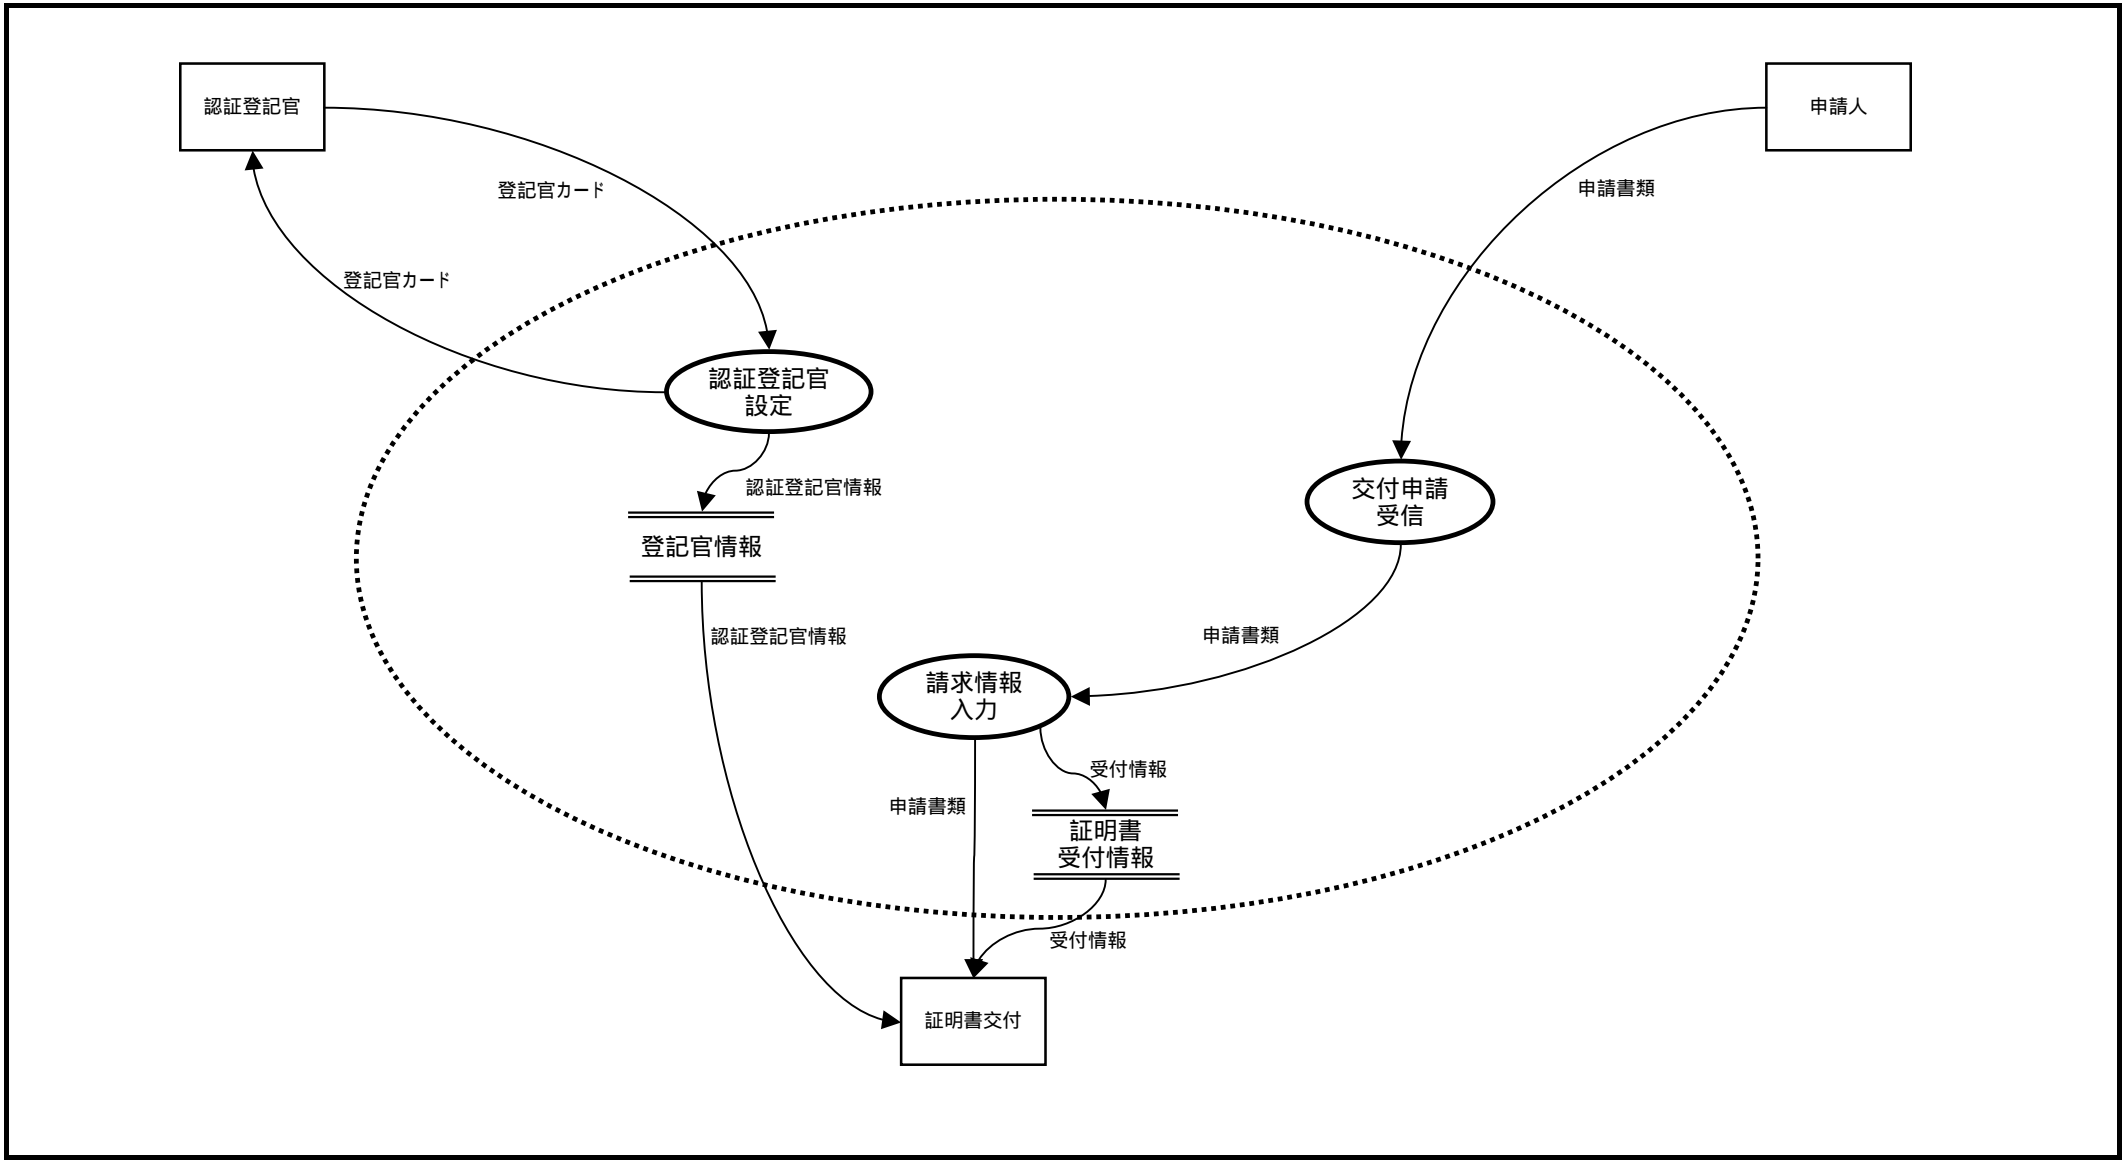 認証登記官
申請人
登記官カード
申請書類
登記官カード
認証登記官
設定
認証登記官情報
交付申請
受信
登記官情報
認証登記官情報
申請書類
請求情報
入力
受付情報
申請書類
証明書
受付情報
受付情報
証明書交付